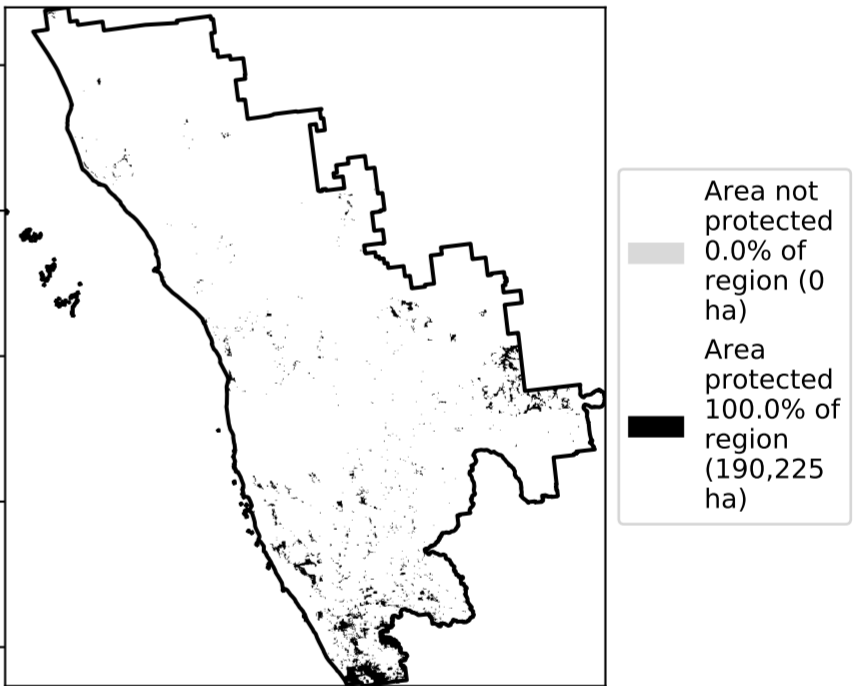 Area not
protected
0.0% of
region (0
ha)
Area
protected
100.0% of
region
(190,225
ha)